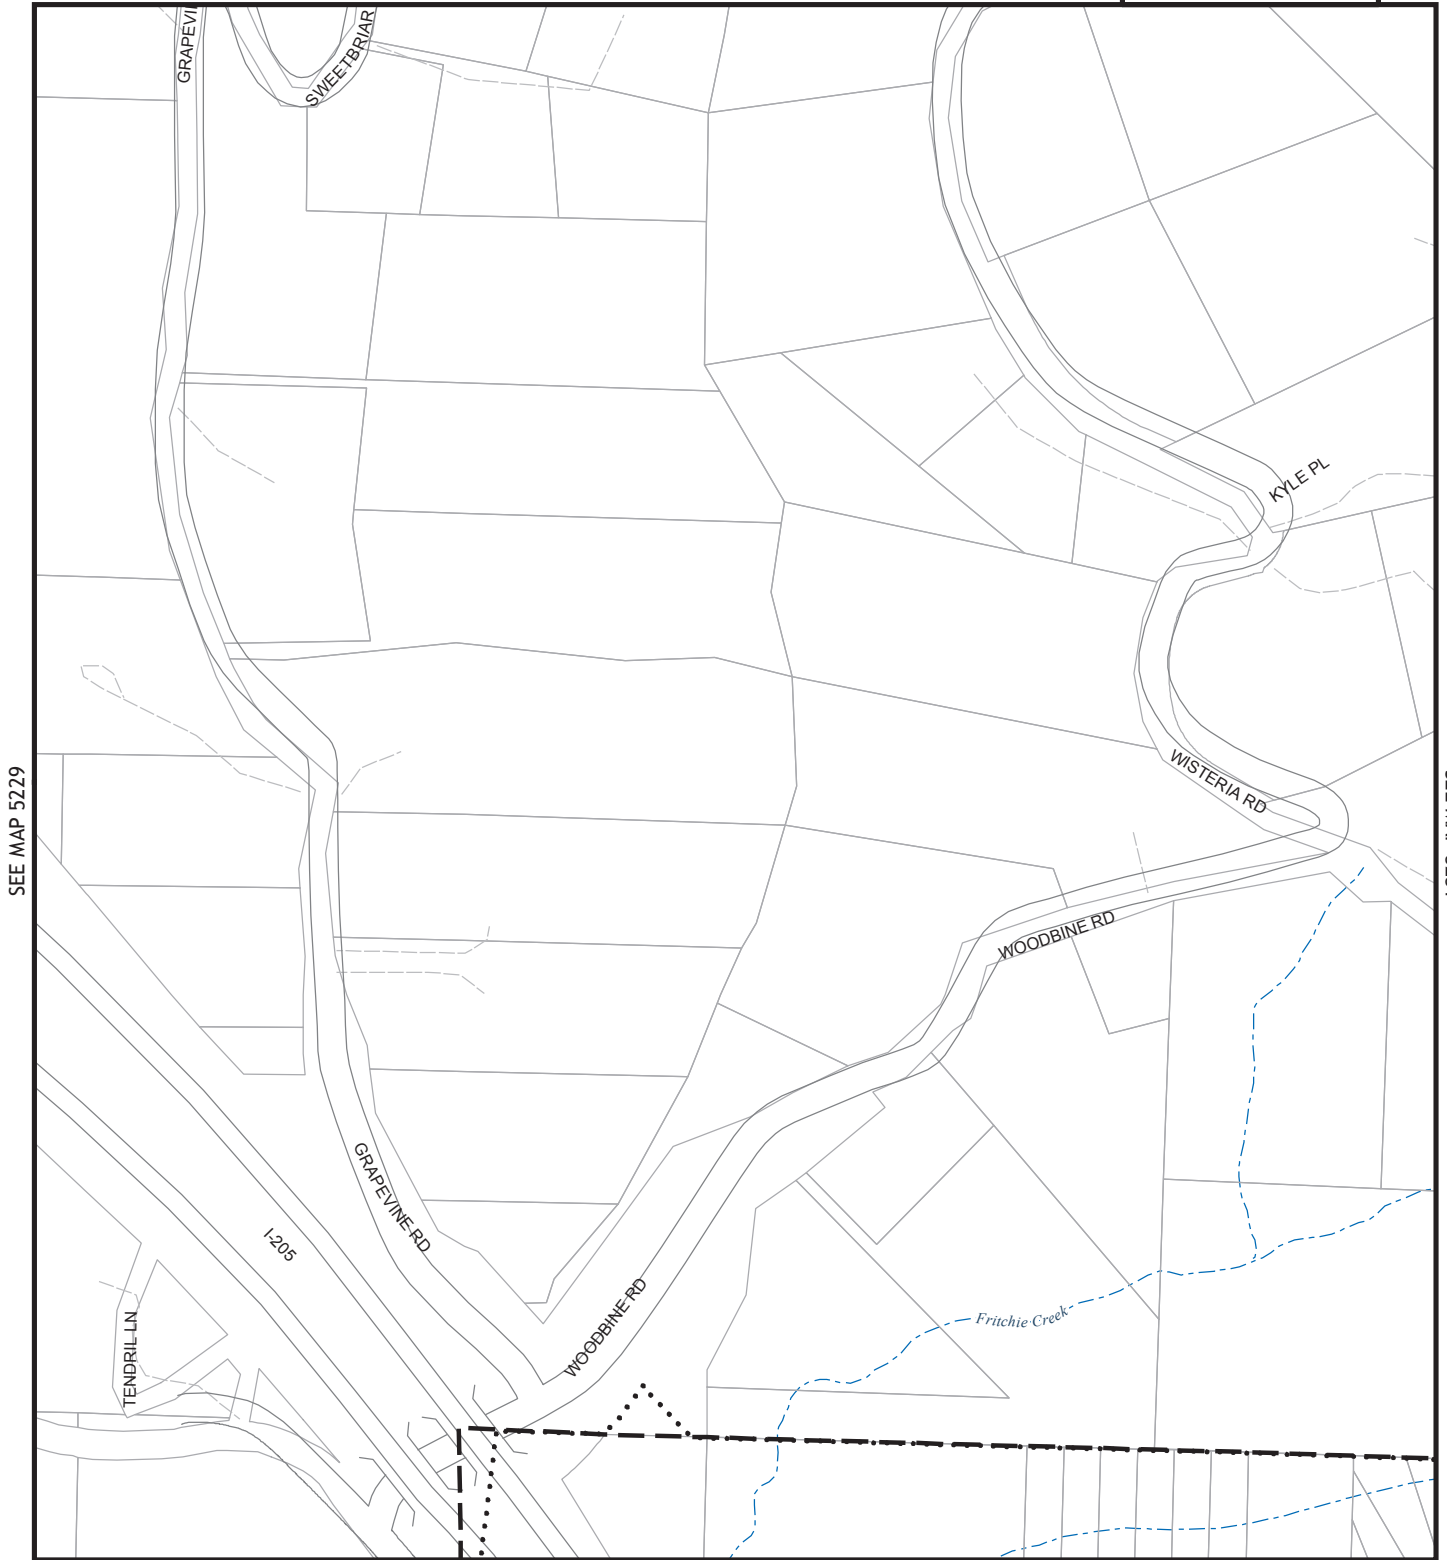 GRAPEVI
SWEETBRIAR
KYLE PL
WISTERIA RD
SEE MAP 5229
WOODBINE RD
GRAPEVINE RD
I-205
WOODBINE RD
Fritchie Creek
TENDRIL LN